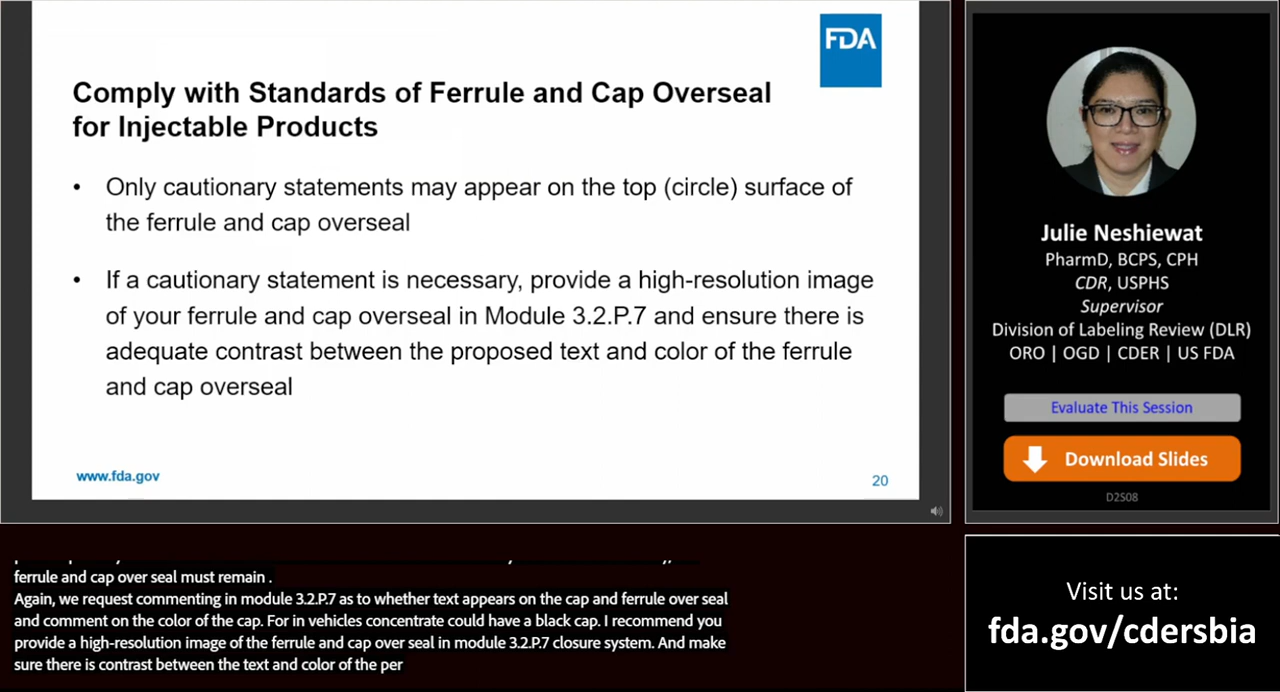 FDA
Comply with Standards of Ferrule and Cap Overseal
for Injectable Products
• Only cautionary statements may appear on the top (circle) surface of
the ferrule and cap overseal
• If a cautionary statement is necessary, provide a high-resolution image
of your ferrule and cap overseal in Module 3.2.P.7 and ensure there is
adequate contrast between the proposed text and color of the ferrule
and cap overseal
www.fda.gov
20
Julie Neshiewat
PharmD, BCPS, CPH
CDR, USPHS
Supervisor
Division of Labeling Review (DLR)
ORO | OGD | CDER | US FDA
Evaluate This Session
Download Slides
D2S08
ferrule and cap over seal must remain .
Again, we request commenting in module 3.2.P.7 as to whether text appears on the cap and ferrule over seal
and comment on the color of the cap. For in vehicles concentrate could have a black cap. I recommend you
provide a high-resolution image of the ferrule and cap over seal in module 3.2.P.7 closure system. And make
sure there is contrast between the text and color of the per
Visit us at:
fda.gov/cdersbia